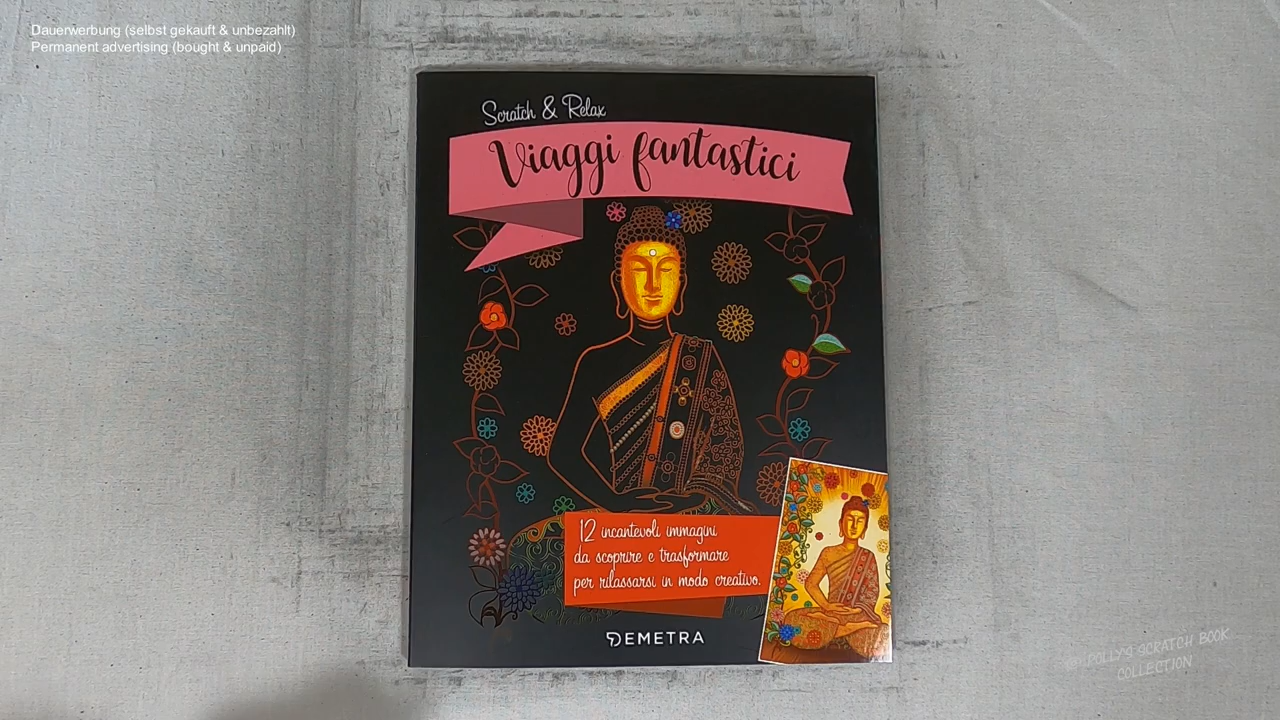 Dauerwerbung (selbst gekauft & unbezahlt)
Permanent advertising (bought & unpaid)
Scratch & Relax
Viaggi fantastici
12 incantevoli immagini
da scoprire e trasformare
per rilassarsi in modo creativo.
DEMETRA
POLLY'S SCRATCH BOOK
COLLECTION